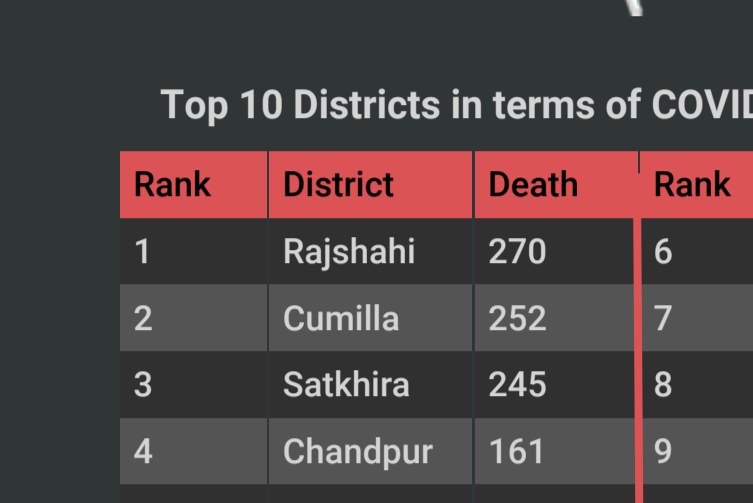 Top 10 Districts in terms of COVID
Rank District Death Rank
1 Rajshahi 270 6
2 Cumilla 252 7
3 Satkhira 245 8
4 Chandpur 161 9